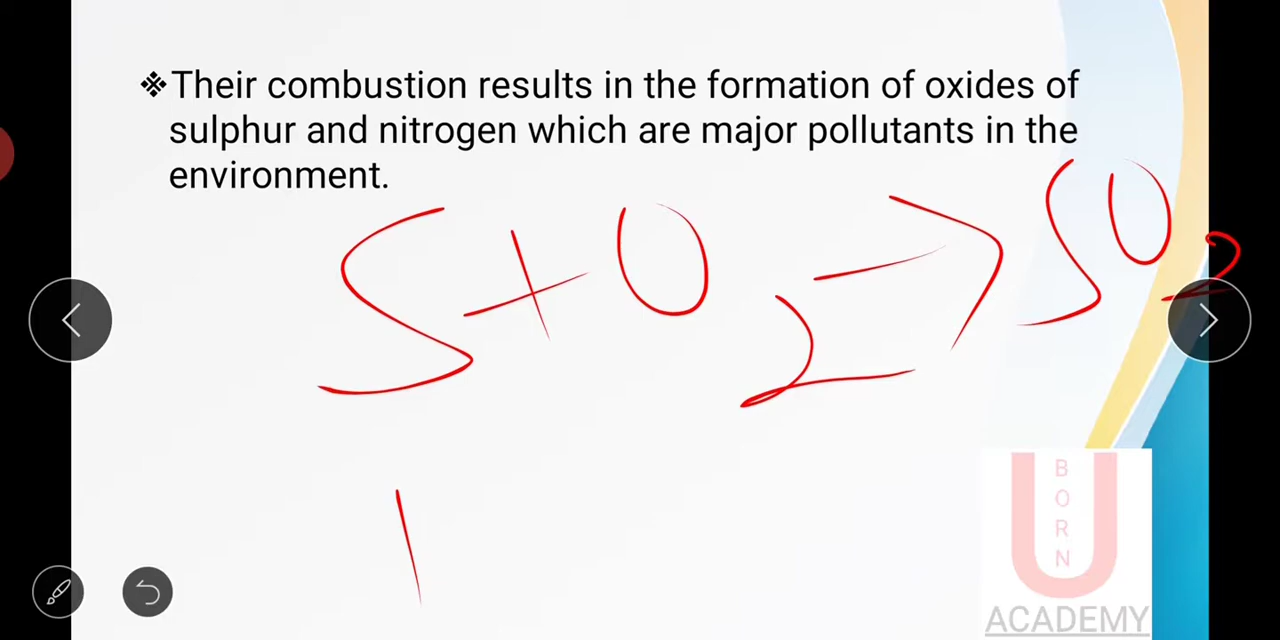 ❖Their combustion results in the formation of oxides of
sulphur and nitrogen which are major pollutants in the
environment.
S+O2→SO2
U
BORN
ACADEMY